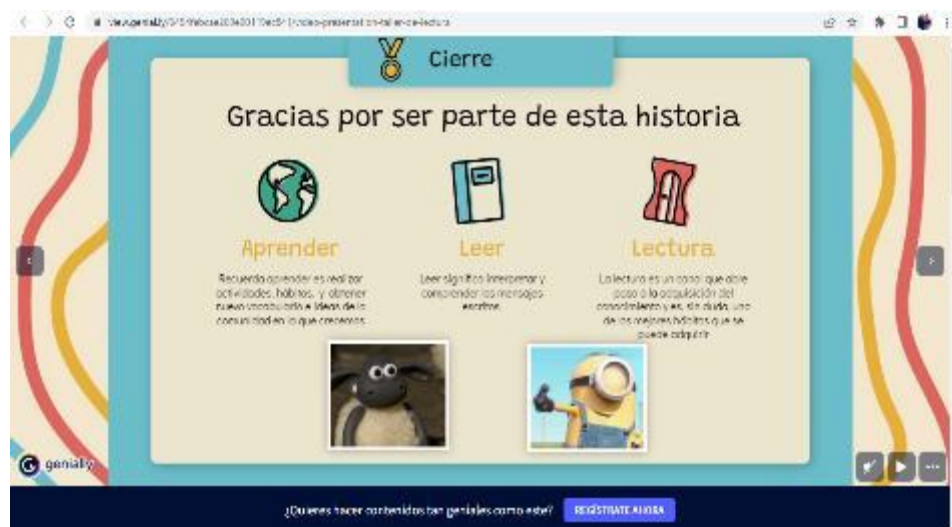 Cierre
Gracias por ser parte de esta historia
Aprender
Recuerda aprender es realizar
actividades, hábitos, y obtener
nuevo vocabulario e ideas de la
comunidad en la que crecemos
Leer
Leer significa interpretar y
comprender los mensajes
escritos
Lectura
La lectura es un canal que abre
paso a la adquisición del
conocimiento y es, sin duda, uno
de los mejores hábitos que se
puede adquirir
genially
¿Quieres hacer contenidos tan geniales como este?
REGÍSTRATE AHORA